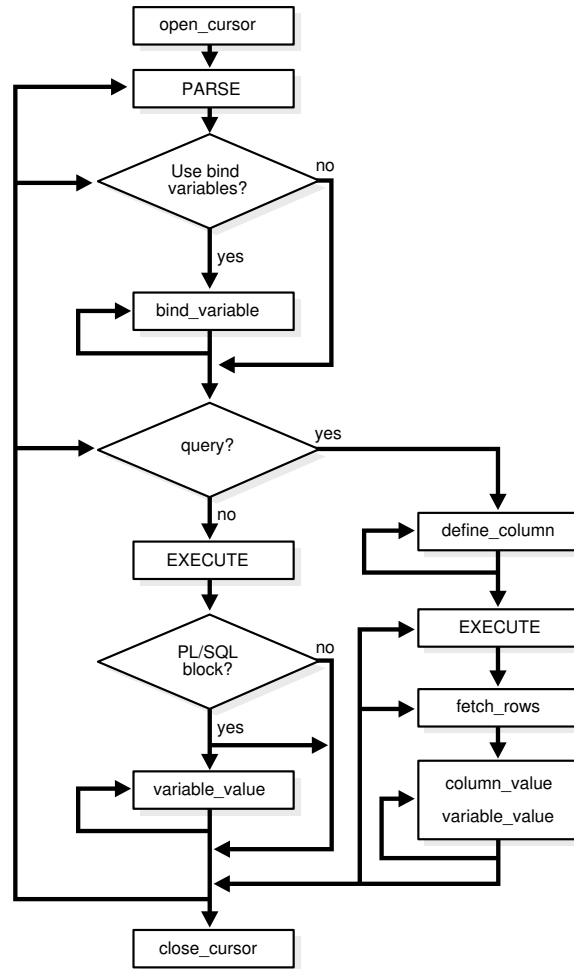 open_cursor
PARSE
Use bind
variables?
no
yes
bind_variable
query?
yes
no
define_column
EXECUTE
EXECUTE
PL/SQL
block?
no
fetch_rows
yes
variable_value
column_value
variable_value
close_cursor